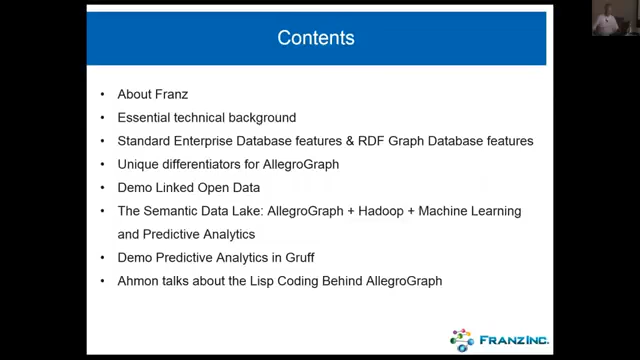 Contents
• About Franz
• Essential technical background
• Standard Enterprise Database features & RDF Graph Database features
• Unique differentiators for AllegroGraph
• Demo Linked Open Data
• The Semantic Data Lake: AllegroGraph + Hadoop + Machine Learning
and Predictive Analytics
• Demo Predictive Analytics in Gruff
• Ahmon talks about the Lisp Coding Behind AllegroGraph
FRANZ INC.